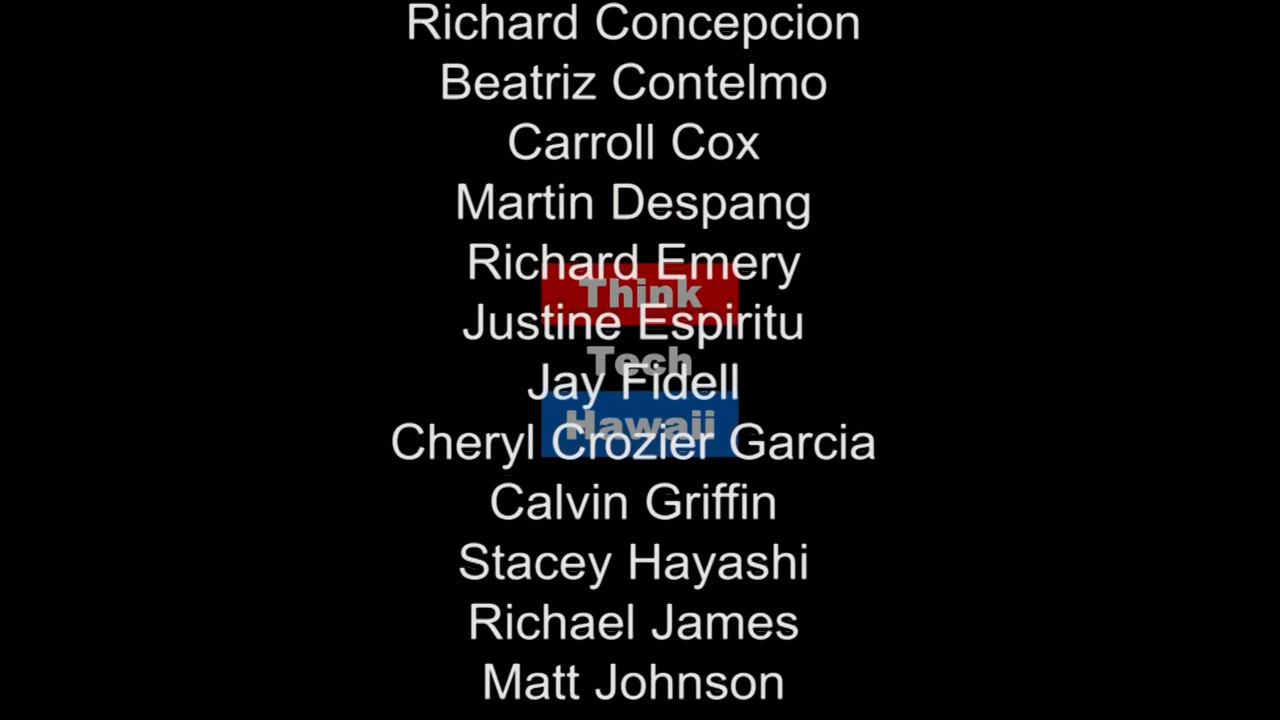 Richard Concepcion
Beatriz Contelmo
Carroll Cox
Martin Despang
Richard Emery
Think
Justine Espiritu
Tech
Jay Fidell
Hawaii
Cheryl Crozier Garcia
Calvin Griffin
Stacey Hayashi
Richael James
Matt Johnson